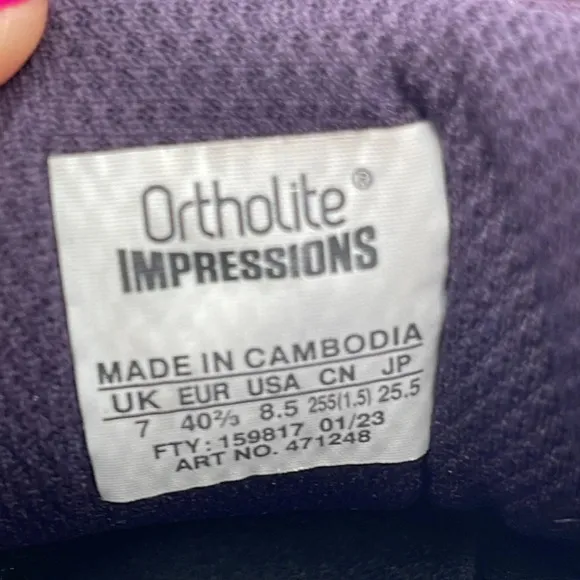 Ortholite®
IMPRESSIONS
MADE IN CAMBODIA
UK EUR USA CN JP
7 40⅔ 8.5 255(1.5) 25.5
FTY: 159817 01/23
ART NO. 471248